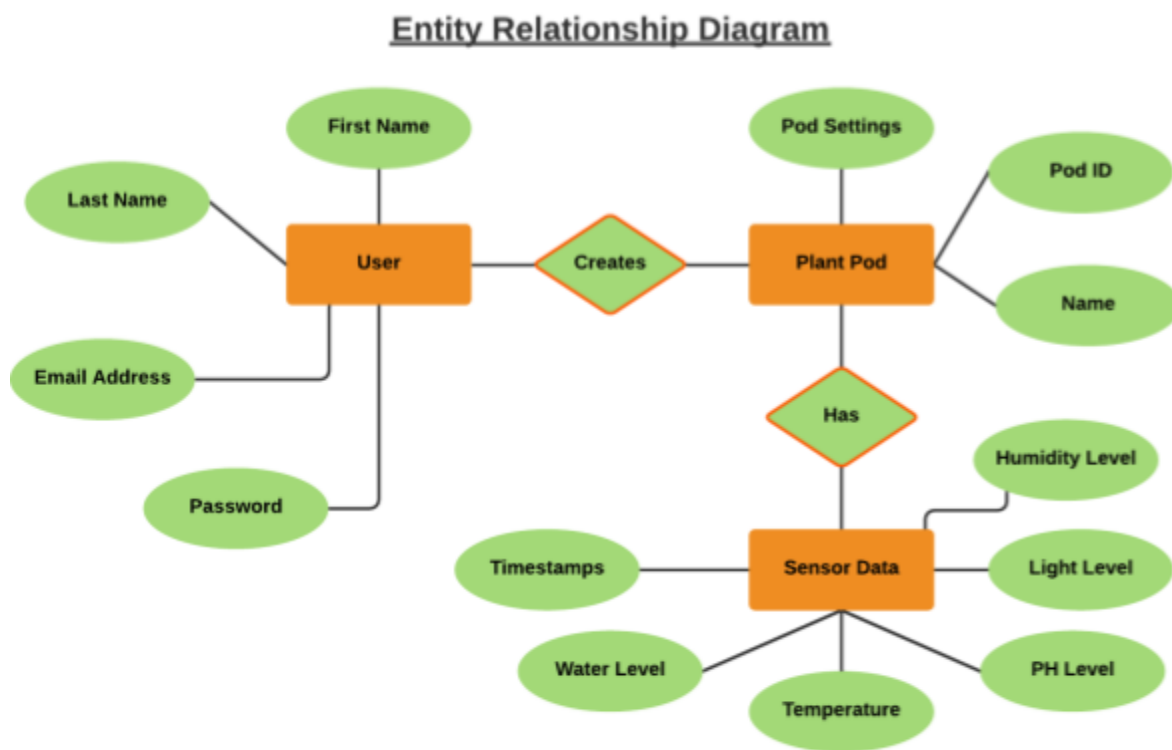 Entity Relationship Diagram
First Name
Pod Settings
Pod ID
Last Name
User
Creates
Plant Pod
Name
Email Address
Has
Humidity Level
Password
Timestamps
Sensor Data
Light Level
Water Level
PH Level
Temperature